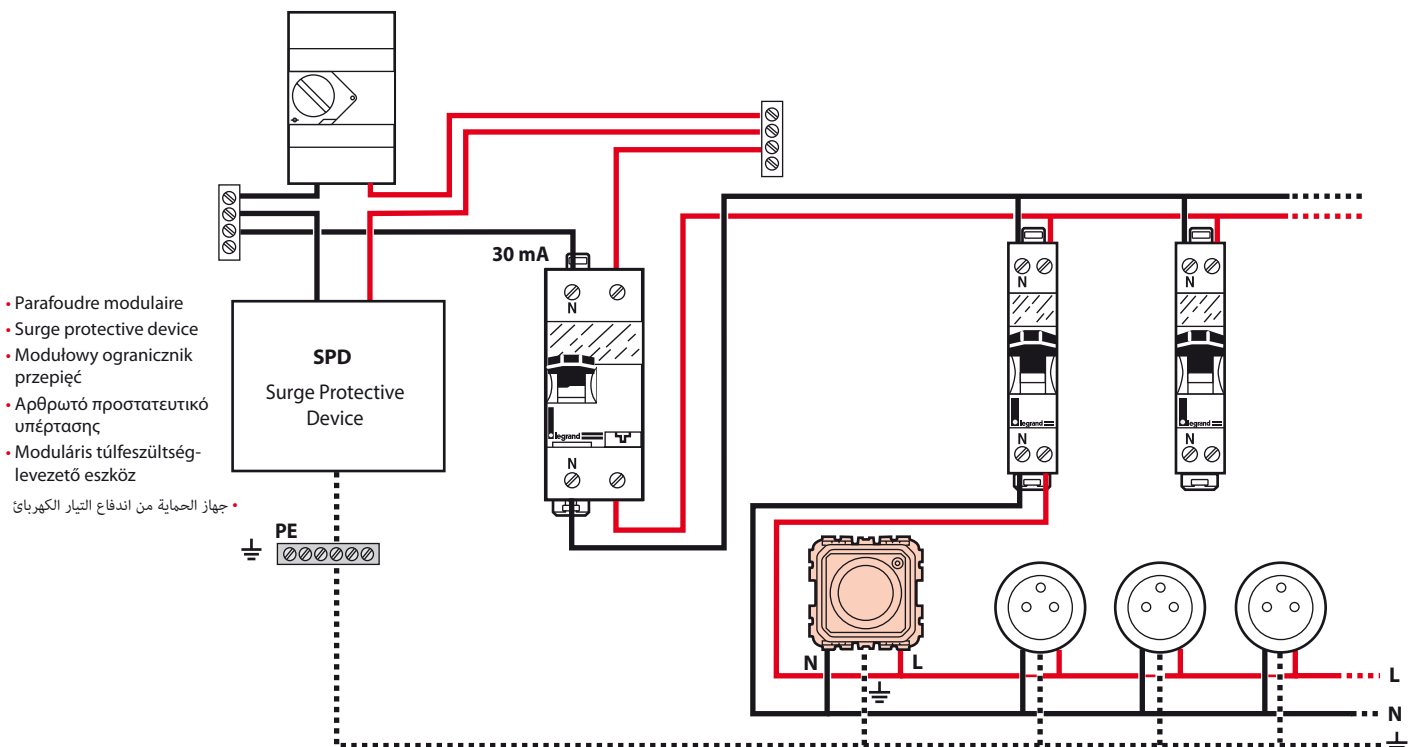 30 mA
N
N
legrand
N
N
legrand
N
N
legrand
N
• Parafoudre modulaire
• Surge protective device
• Modułowy ogranicznik
przepięć
• Αρθρωτό προστατευτικό
υπέρτασης
• Moduláris túlfeszültség-
levezető eszköz
• جهاز الحماية من اندفاع التيار الكهربائ
SPD
Surge Protective
Device
PE
L
L
N